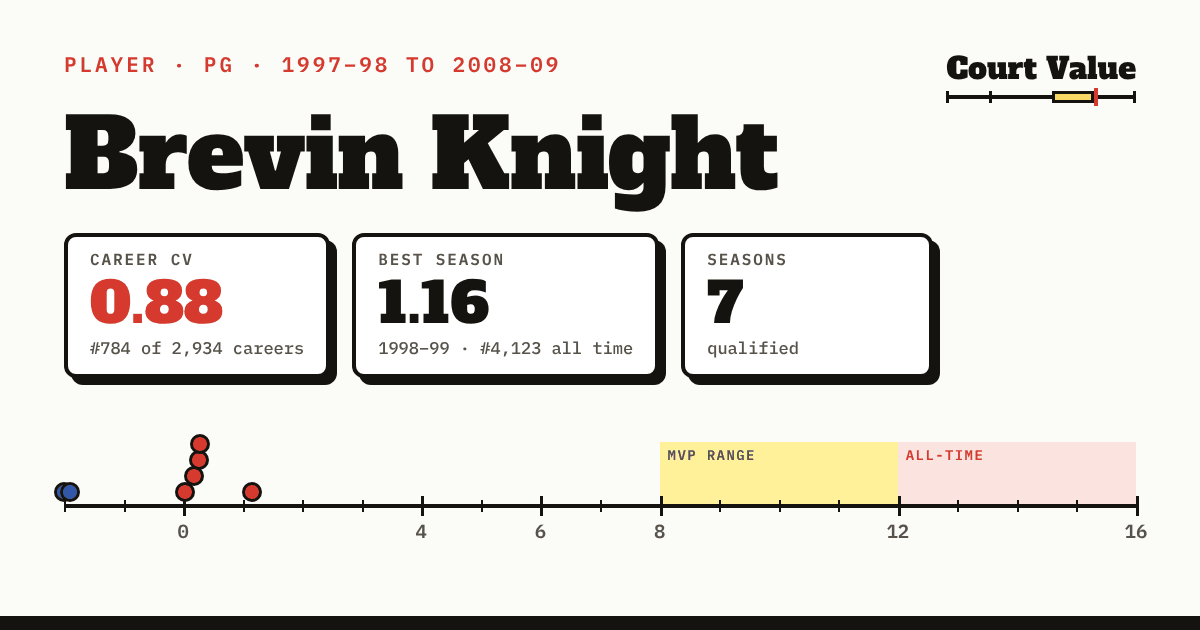 PLAYER · PG · 1997–98 TO 2008–09
Court Value
Brevin Knight
CAREER CV
0.88
#784 of 2,934 careers
BEST SEASON
1.16
1998–99 · #4,123 all time
SEASONS
7
qualified
MVP RANGE
ALL-TIME
0 4 6 8 12 16